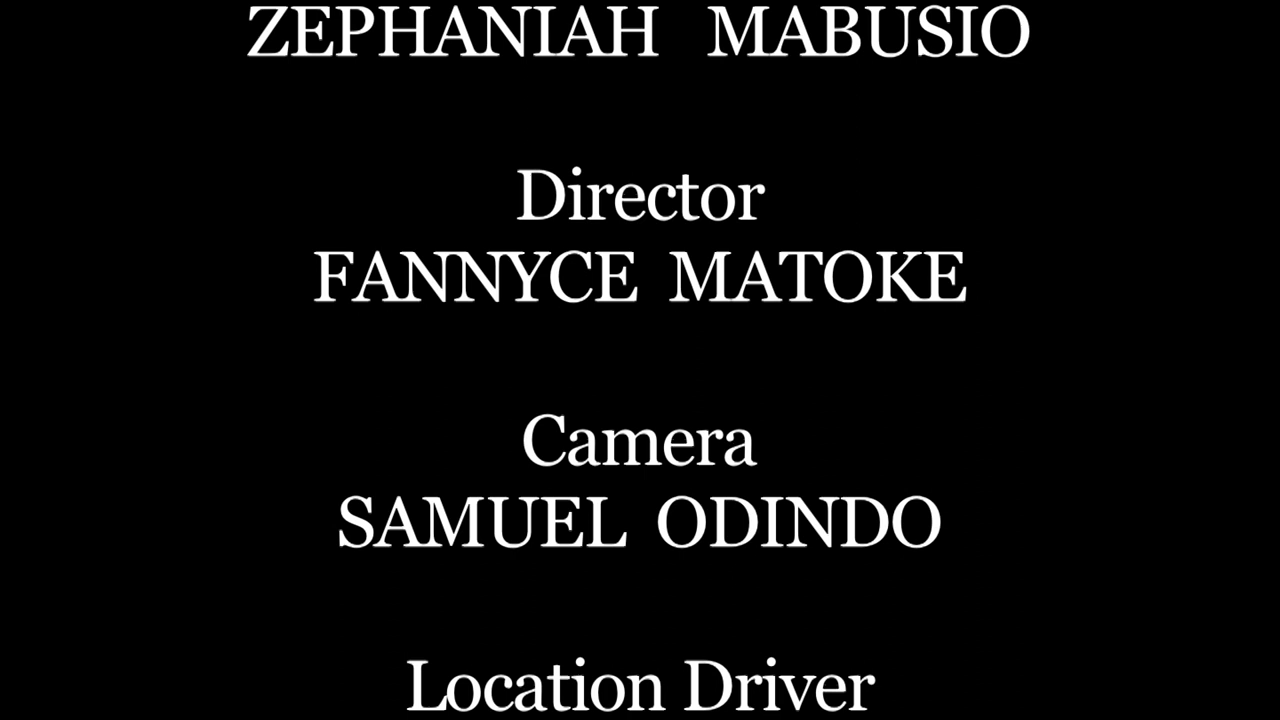 ZEPHANIAH MABUSIO
Director
FANNYCE MATOKE
Camera
SAMUEL ODINDO
Location Driver